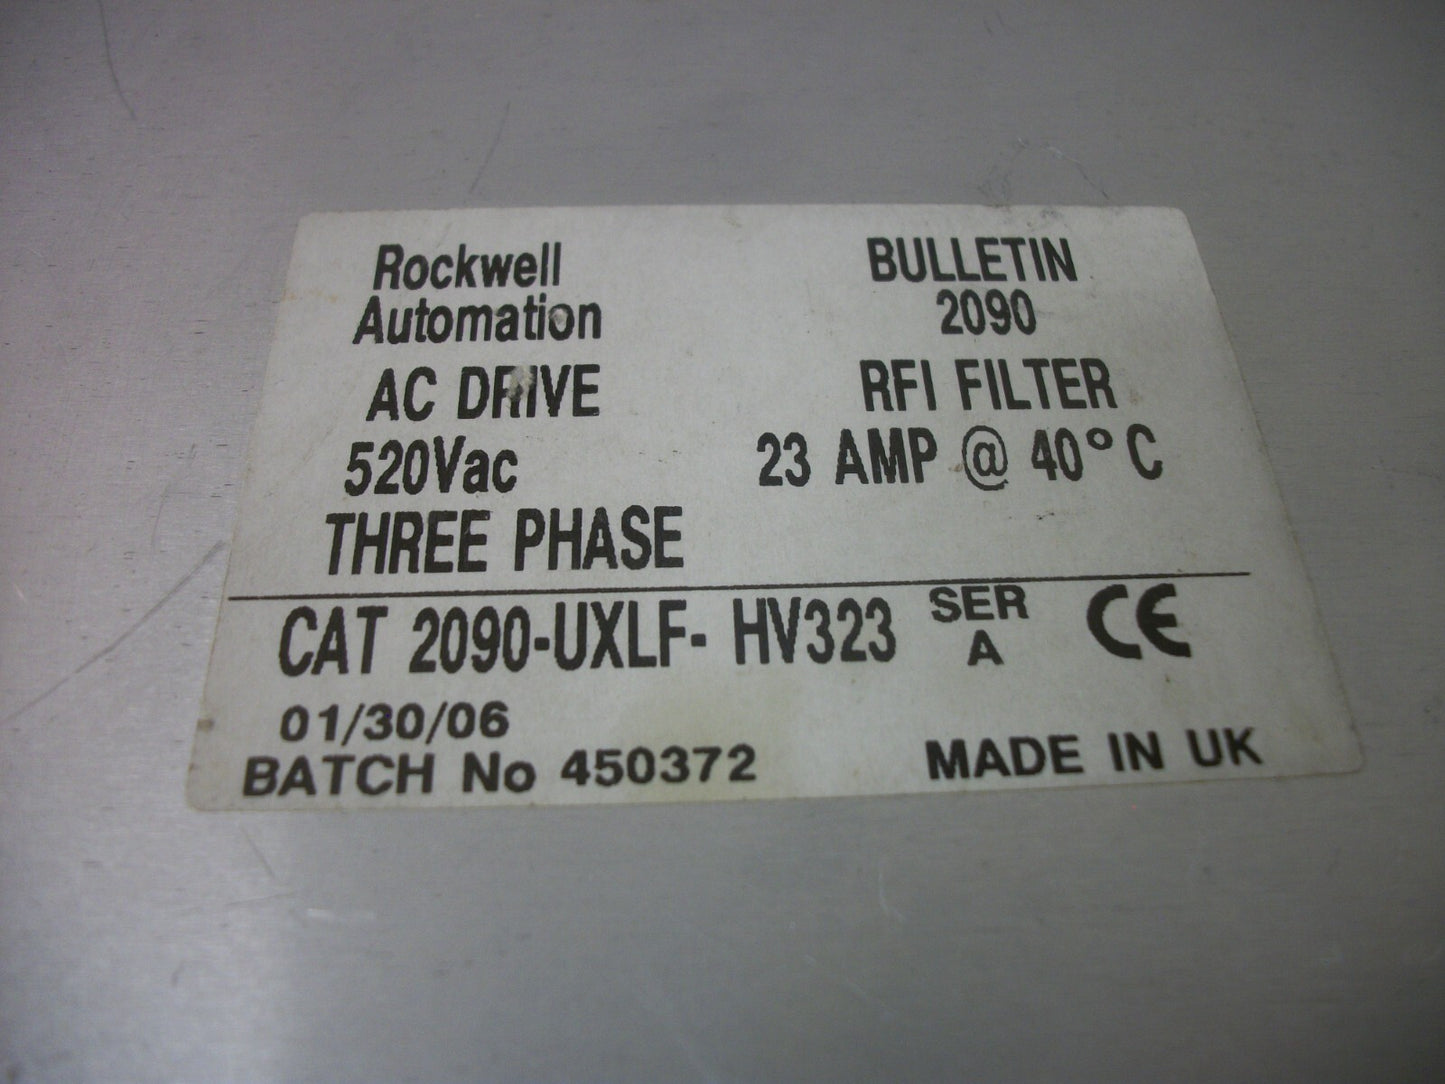 Rockwell
Automation
BULLETIN
2090
AC DRIVE
RFI FILTER
520Vac
23 AMP @ 40° C
THREE PHASE
CAT 2090-UXLF- HV323
SER
A
CE
01/30/06
BATCH No 450372
MADE IN UK